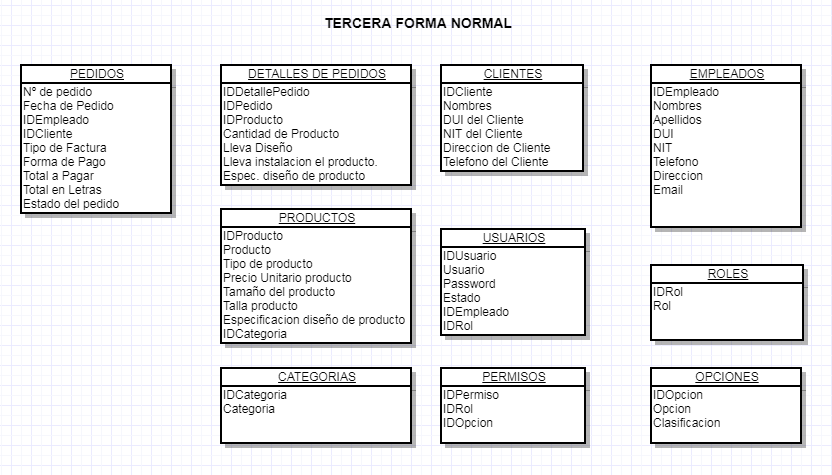 TERCERA FORMA NORMAL
PEDIDOS
Nº de pedido
Fecha de Pedido
IDEmpleado
IDCliente
Tipo de Factura
Forma de Pago
Total a Pagar
Total en Letras
Estado del pedido
DETALLES DE PEDIDOS
IDDetallePedido
IDPedido
IDProducto
Cantidad de Producto
Lleva Diseño
Lleva instalacion el producto.
Espec. diseño de producto
CLIENTES
IDCliente
Nombres
DUI del Cliente
NIT del Cliente
Direccion de Cliente
Telefono del Cliente
EMPLEADOS
IDEmpleado
Nombres
Apellidos
DUI
NIT
Telefono
Direccion
Email
PRODUCTOS
IDProducto
Producto
Tipo de producto
Precio Unitario producto
Tamaño del producto
Talla producto
Especificacion diseño de producto
IDCategoria
USUARIOS
IDUsuario
Usuario
Password
Estado
IDEmpleado
IDRol
ROLES
IDRol
Rol
CATEGORIAS
IDCategoria
Categoria
PERMISOS
IDPermiso
IDRol
IDOpcion
OPCIONES
IDOpcion
Opcion
Clasificacion